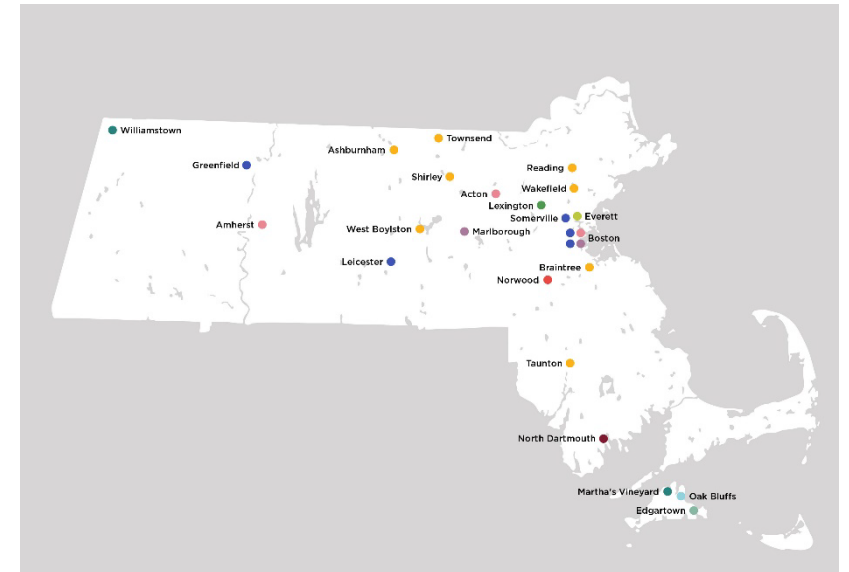 Williamstown
Townsend
Ashburnham
Greenfield
Reading
Shirley
Wakefield
Acton
Lexington
Somerville
Everett
Amherst
West Boylston
Marlborough
Boston
Leicester
Braintree
Norwood
Taunton
North Dartmouth
Martha's Vineyard
Oak Bluffs
Edgartown